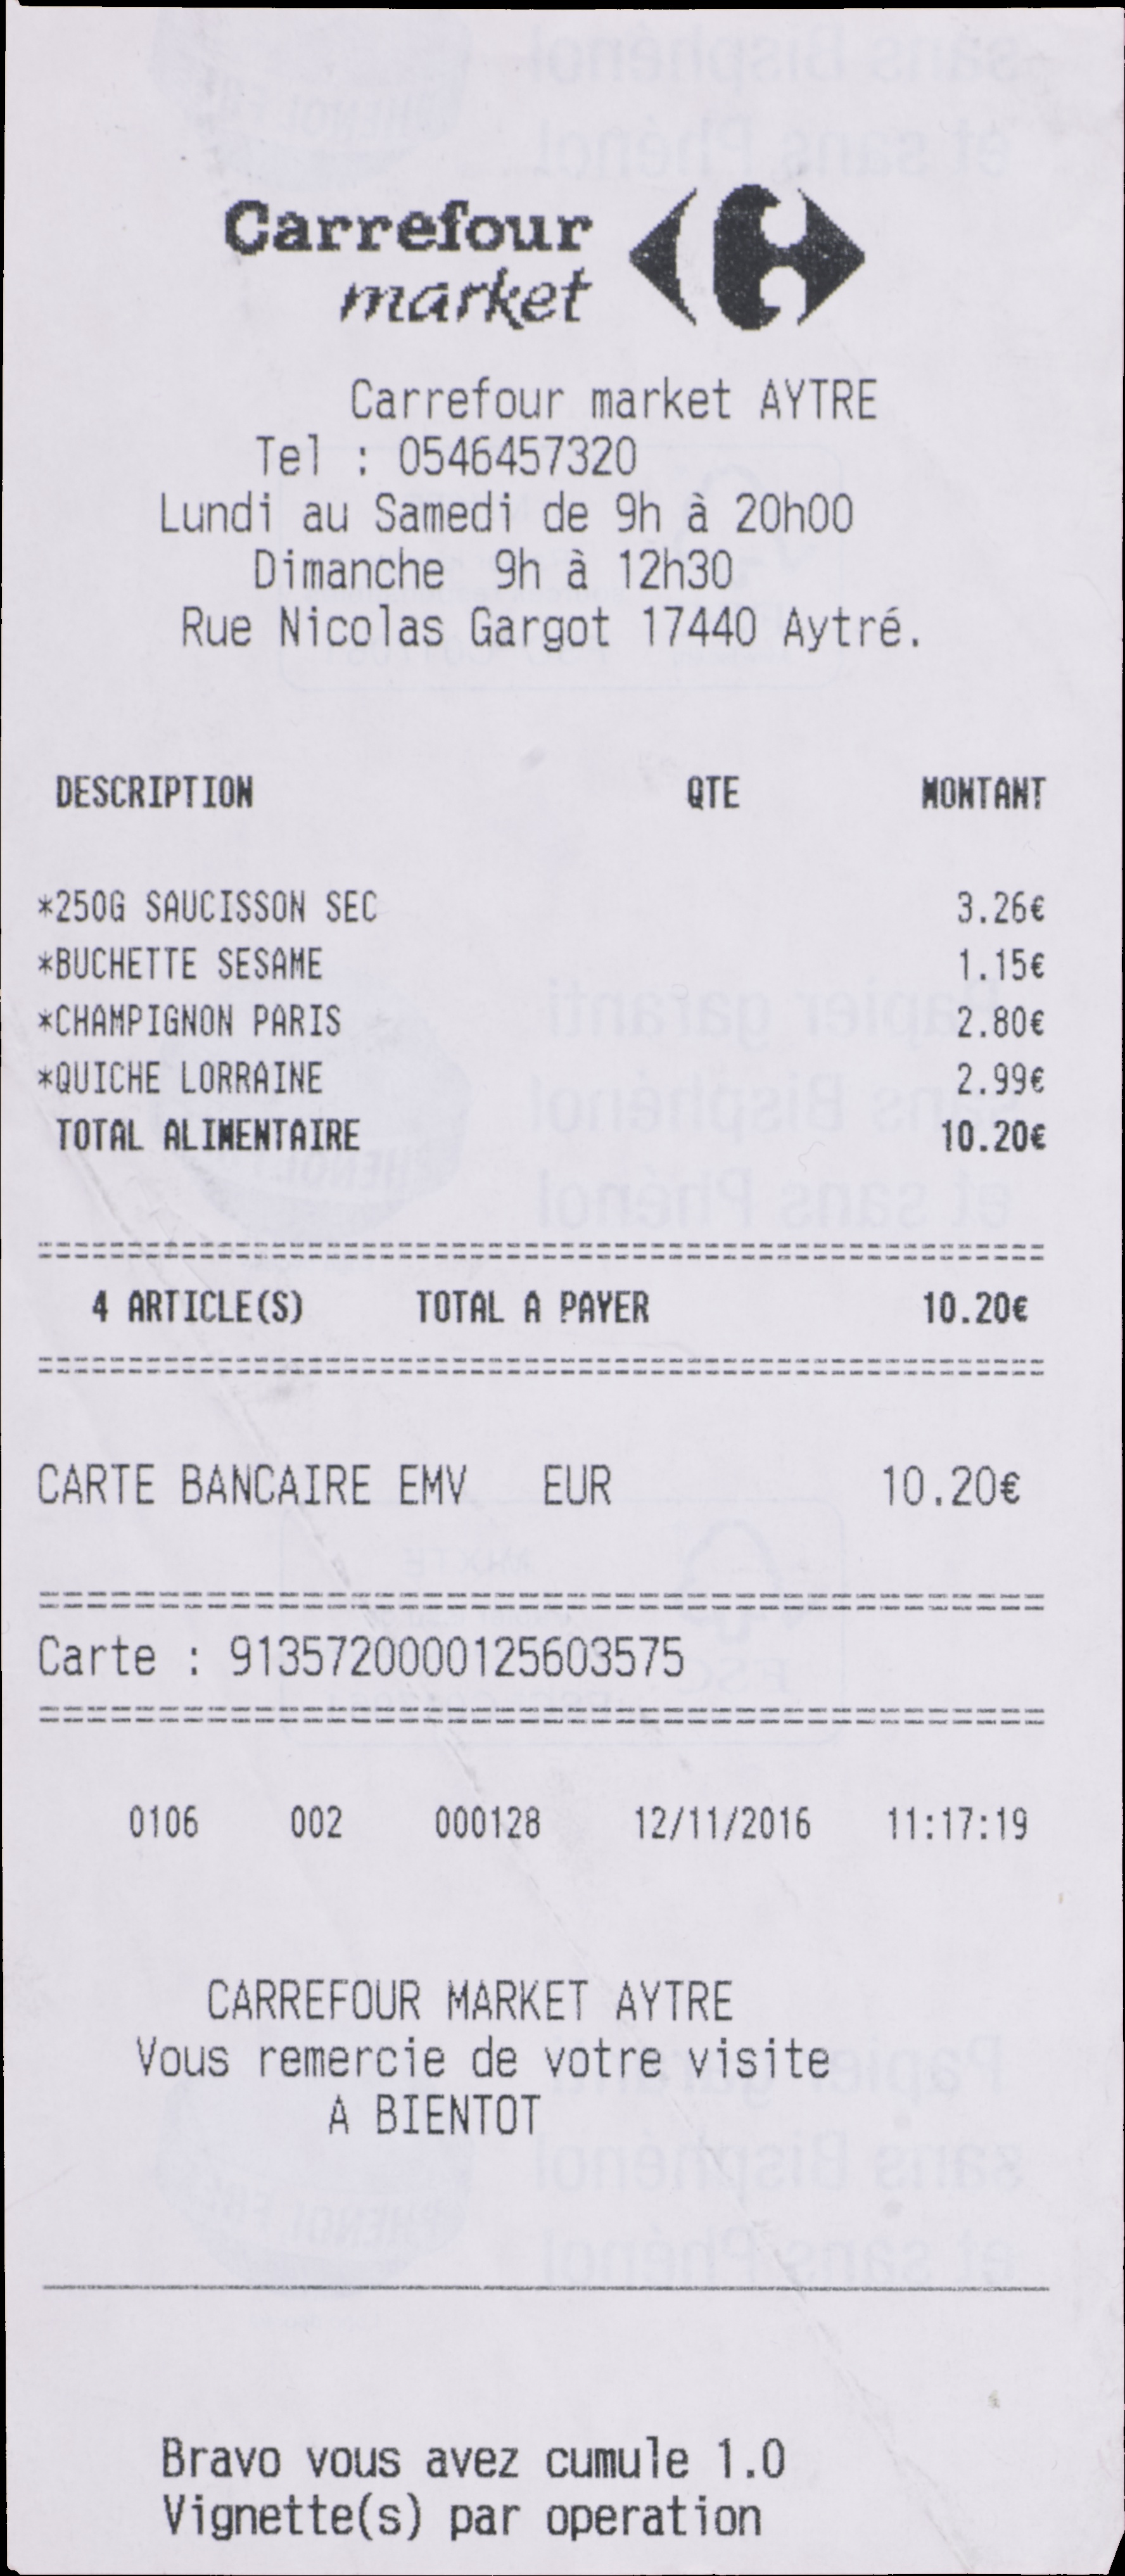 Carrefour
market
Carrefour market AYTRE
Tel : 0546457320
Lundi au Samedi de 9h à 20h00
Dimanche 9h à 12h30
Rue Nicolas Gargot 17440 Aytré.
DESCRIPTION QTE MONTANT
*250G SAUCISSON SEC 3.26€
*BUCHETTE SESAME 1.15€
*CHAMPIGNON PARIS 2.80€
*QUICHE LORRAINE 2.99€
TOTAL ALIMENTAIRE 10.20€
4 ARTICLE(S) TOTAL A PAYER 10.20€
CARTE BANCAIRE EMV EUR 10.20€
Carte : 9135720000125603575
0106 002 000128 12/11/2016 11:17:19
CARREFOUR MARKET AYTRE
Vous remercie de votre visite
A BIENTOT
Bravo vous avez cumule 1.0
Vignette(s) par operation